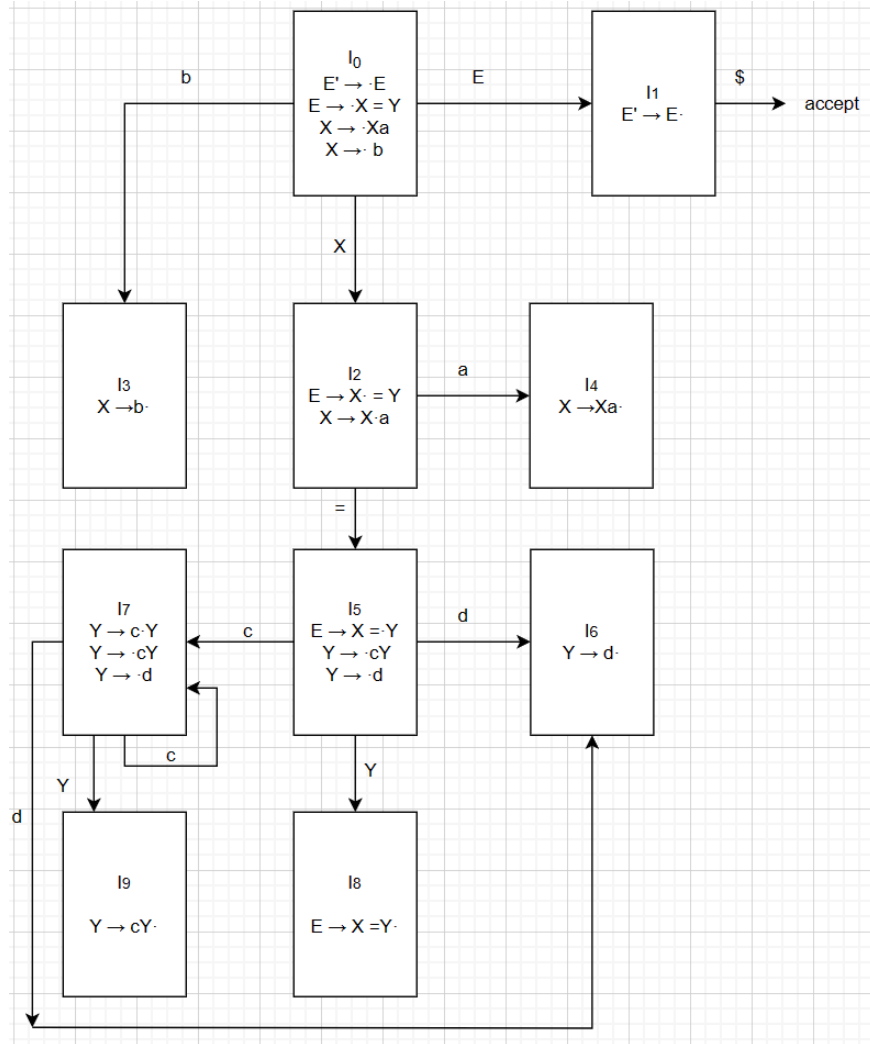 I₀
E' → ·E
E → ·X = Y
X → ·Xa
X →· b
b
E
I1
E' → E·
$
accept
X
I3
X →b·
I2
E → X· = Y
X → X·a
a
I4
X →Xa·
=
I7
Y → c·Y
Y → ·cY
Y → ·d
c
I5
E → X =·Y
Y → ·cY
Y → ·d
d
I6
Y → d·
c
Y
Y
d
I9
Y → cY·
I8
E → X =Y·